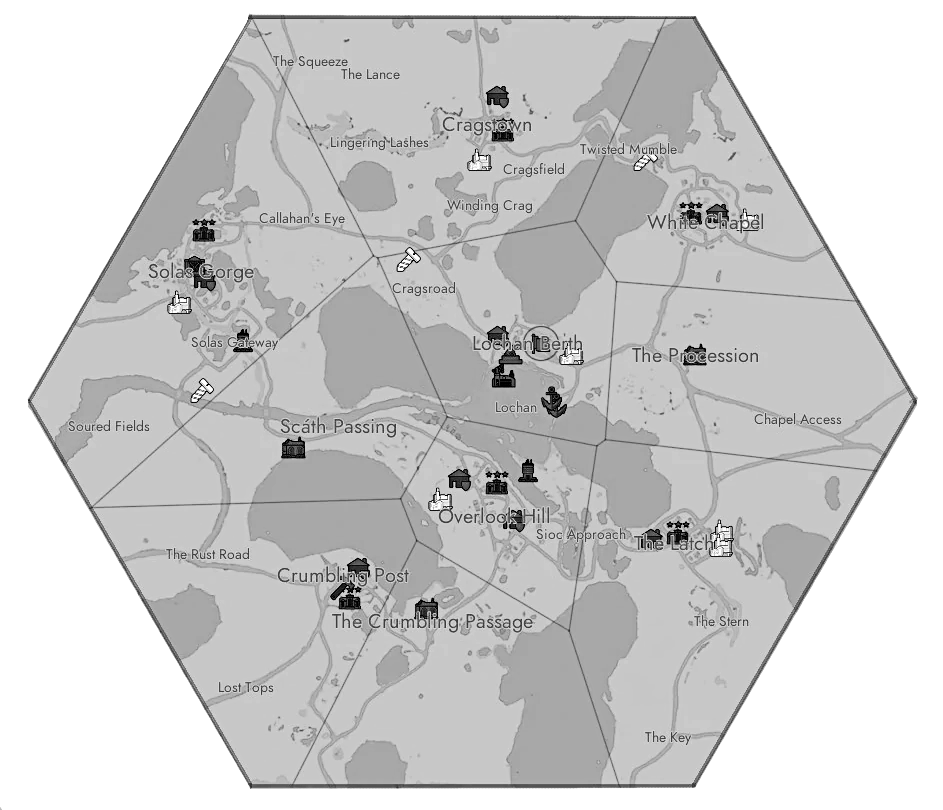 The Squeeze
The Lance
Cragstown
Lingering Lashes
Twisted Mumble
Cragsfield
Winding Crag
Callahan's Eye
White Chapel
Solas Gorge
Cragsroad
Solas Gateway
Lochan Berth
The Procession
Lochan
Chapel Access
Soured Fields
Scáth Passing
Overlook Hill
Sioc Approach
The Latch
The Rust Road
Crumbling Post
The Crumbling Passage
The Stern
Lost Tops
The Key